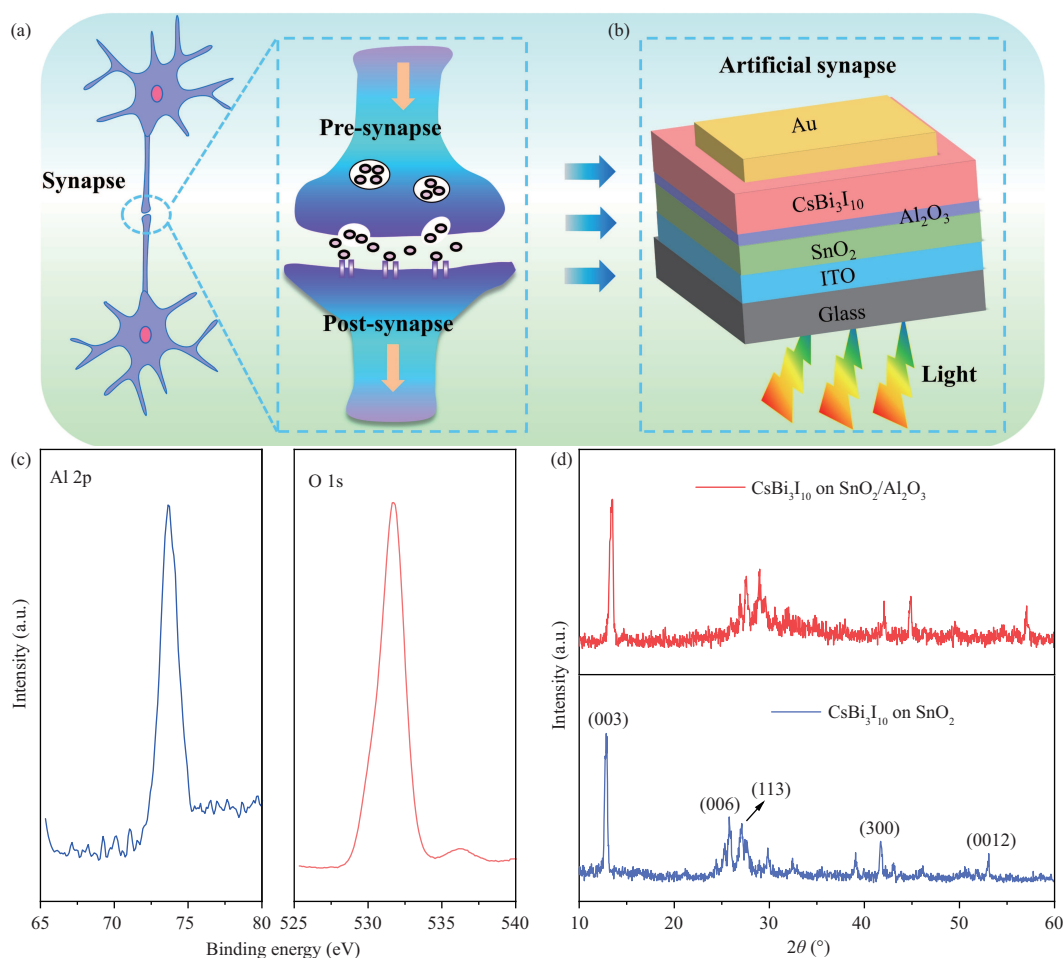 (a)
Synapse
Pre-synapse
Post-synapse
(b)
Artificial synapse
Au
CsBi₃I₁₀
Al₂O₃
SnO₂
ITO
Glass
Light
(c)
Al 2p
O 1s
Intensity (a.u.)
65 70 75 80
525 530 535 540
Binding energy (eV)
(d)
CsBi₃I₁₀ on SnO₂/Al₂O₃
Intensity (a.u.)
CsBi₃I₁₀ on SnO₂
(003)
(006)
(113)
(300)
(0012)
10 20 30 40 50 60
2θ (°)